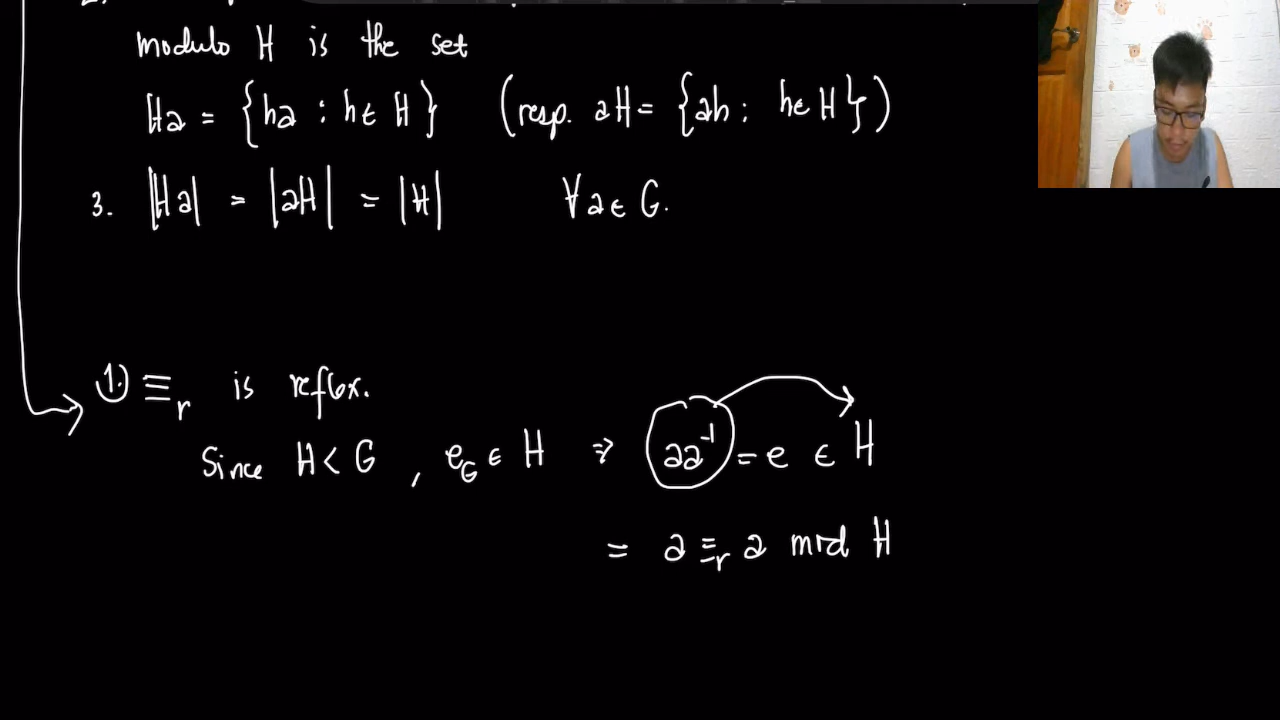 modulo H is the set
Ha = {ha : h ∈ H} (resp. aH = {ah : h ∈ H})
3. |Ha| = |aH| = |H| ∀a ∈ G.
1. ≡r is reflex.
Since H < G, e_G ∈ H ⇒ aa⁻¹ = e ∈ H
= a ≡r a mod H